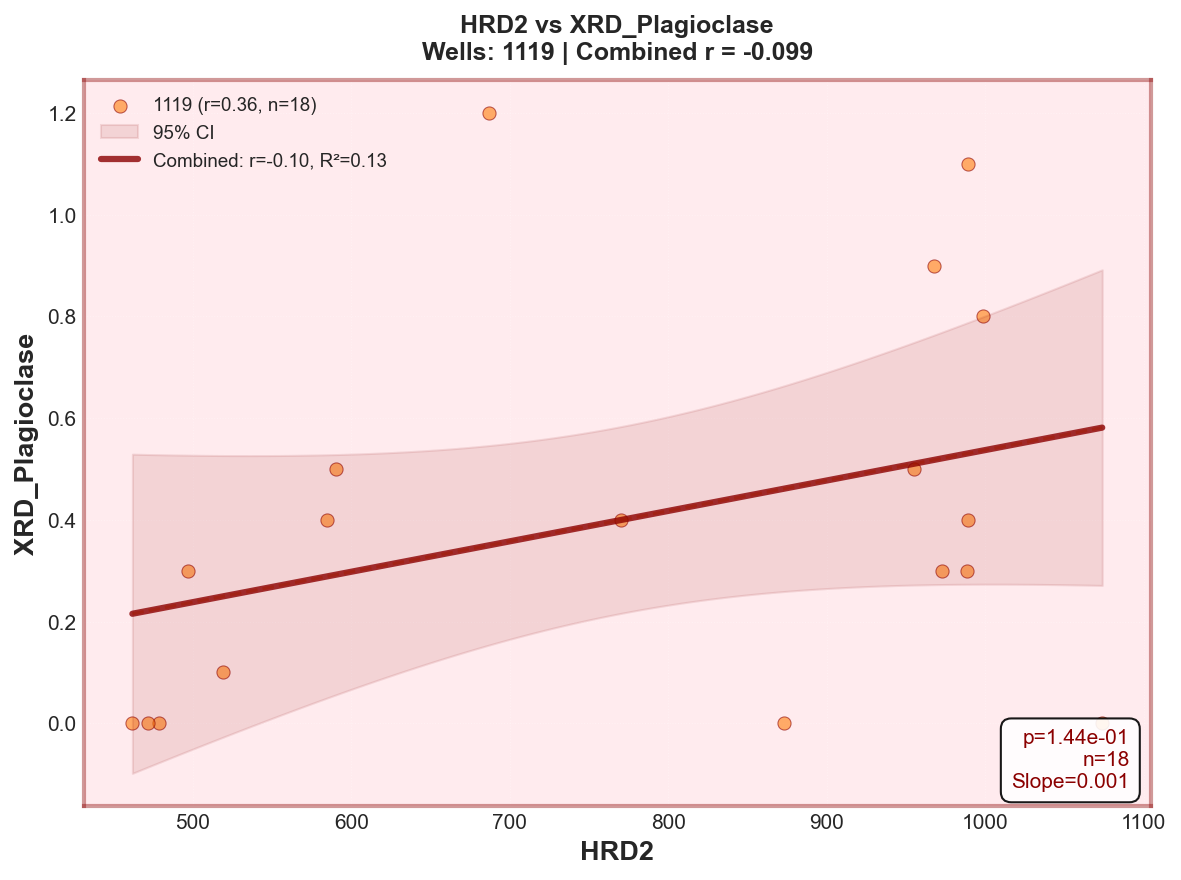 HRD2 vs XRD_Plagioclase
Wells: 1119 | Combined r = -0.099
1119 (r=0.36, n=18)
95% CI
Combined: r=-0.10, R²=0.13
XRD_Plagioclase
1.2
1.0
0.8
0.6
0.4
0.2
0.0
p=1.44e-01
n=18
Slope=0.001
500 600 700 800 900 1000 1100
HRD2